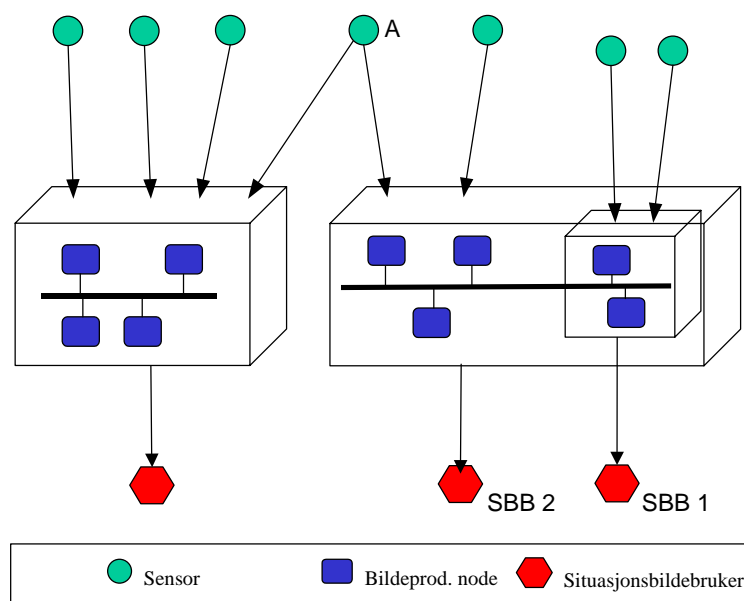 A
SBB 2
SBB 1
Sensor
Bildeprod. node
Situasjonsbildebruker